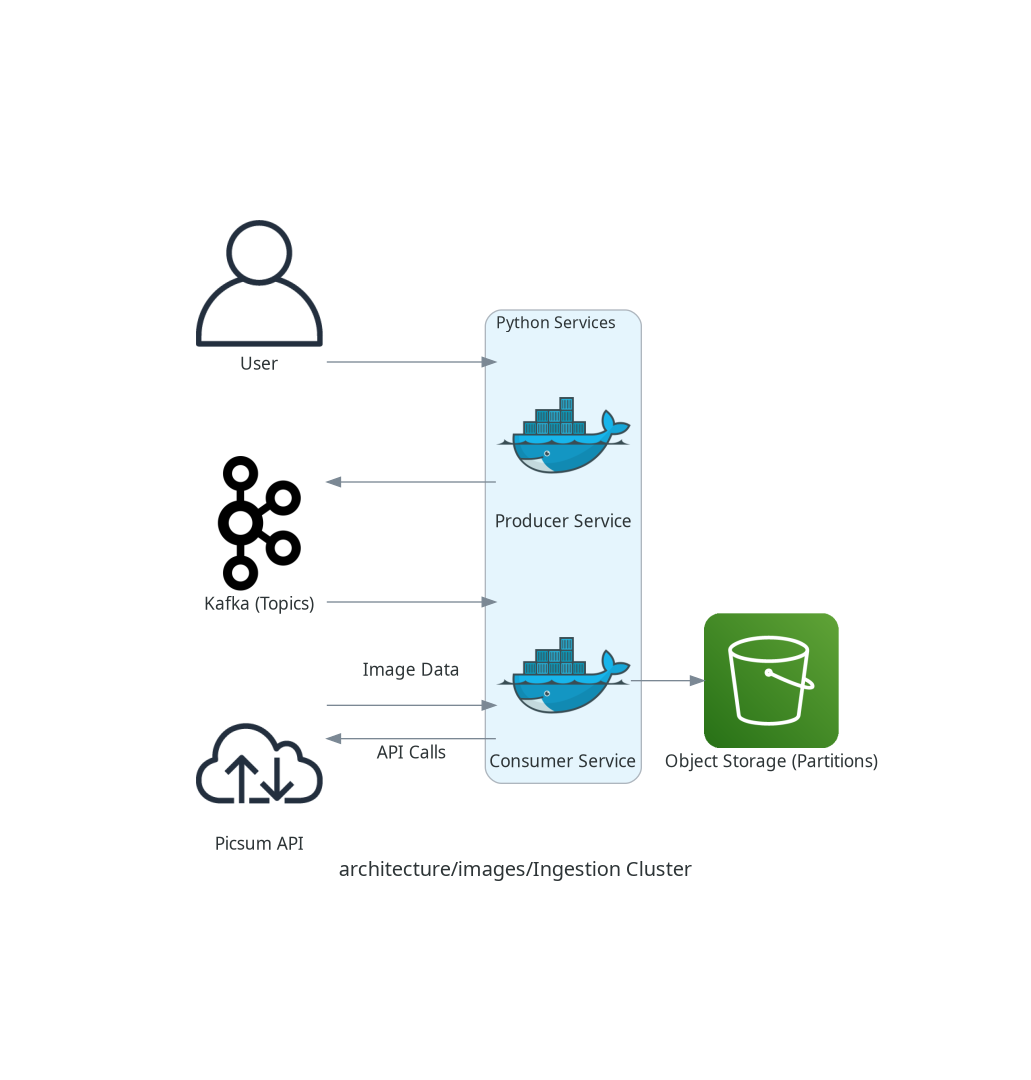 User
Python Services
Producer Service
Kafka (Topics)
Image Data
API Calls
Consumer Service
Object Storage (Partitions)
Picsum API
architecture/images/Ingestion Cluster